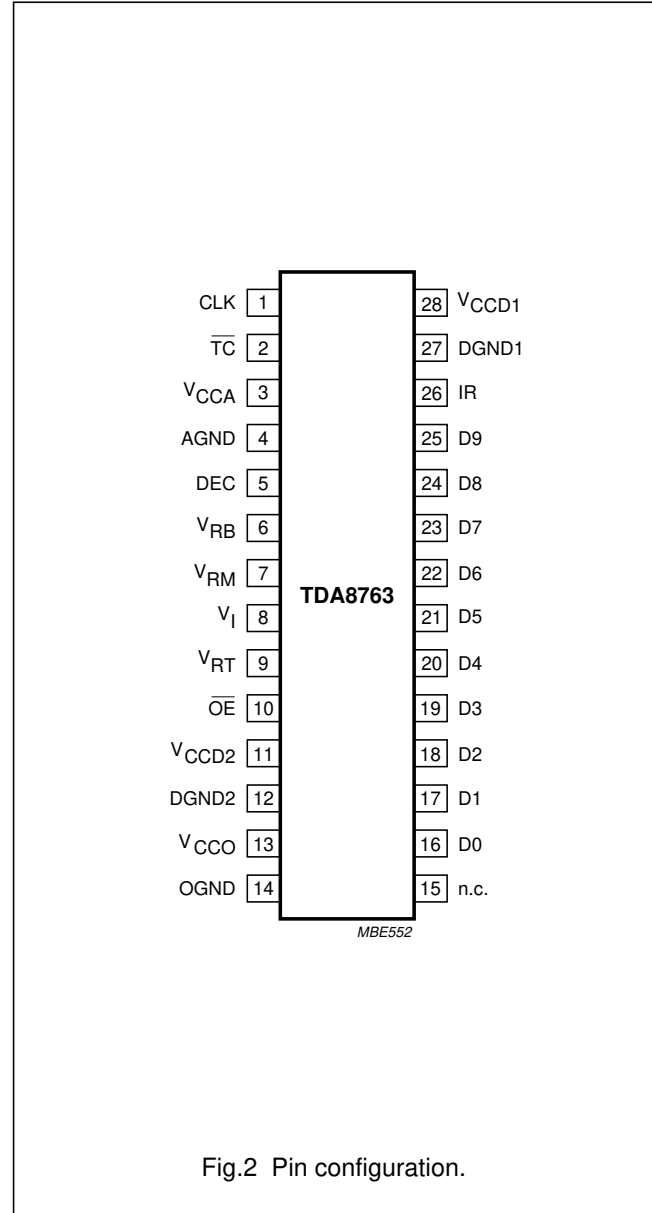 CLK 1
T̅C̅ 2
VCCA 3
AGND 4
DEC 5
VRB 6
VRM 7
VI 8
VRT 9
O̅E̅ 10
VCCD2 11
DGND2 12
VCCO 13
OGND 14
TDA8763
28 VCCD1
27 DGND1
26 IR
25 D9
24 D8
23 D7
22 D6
21 D5
20 D4
19 D3
18 D2
17 D1
16 D0
15 n.c.
MBE552
Fig.2 Pin configuration.